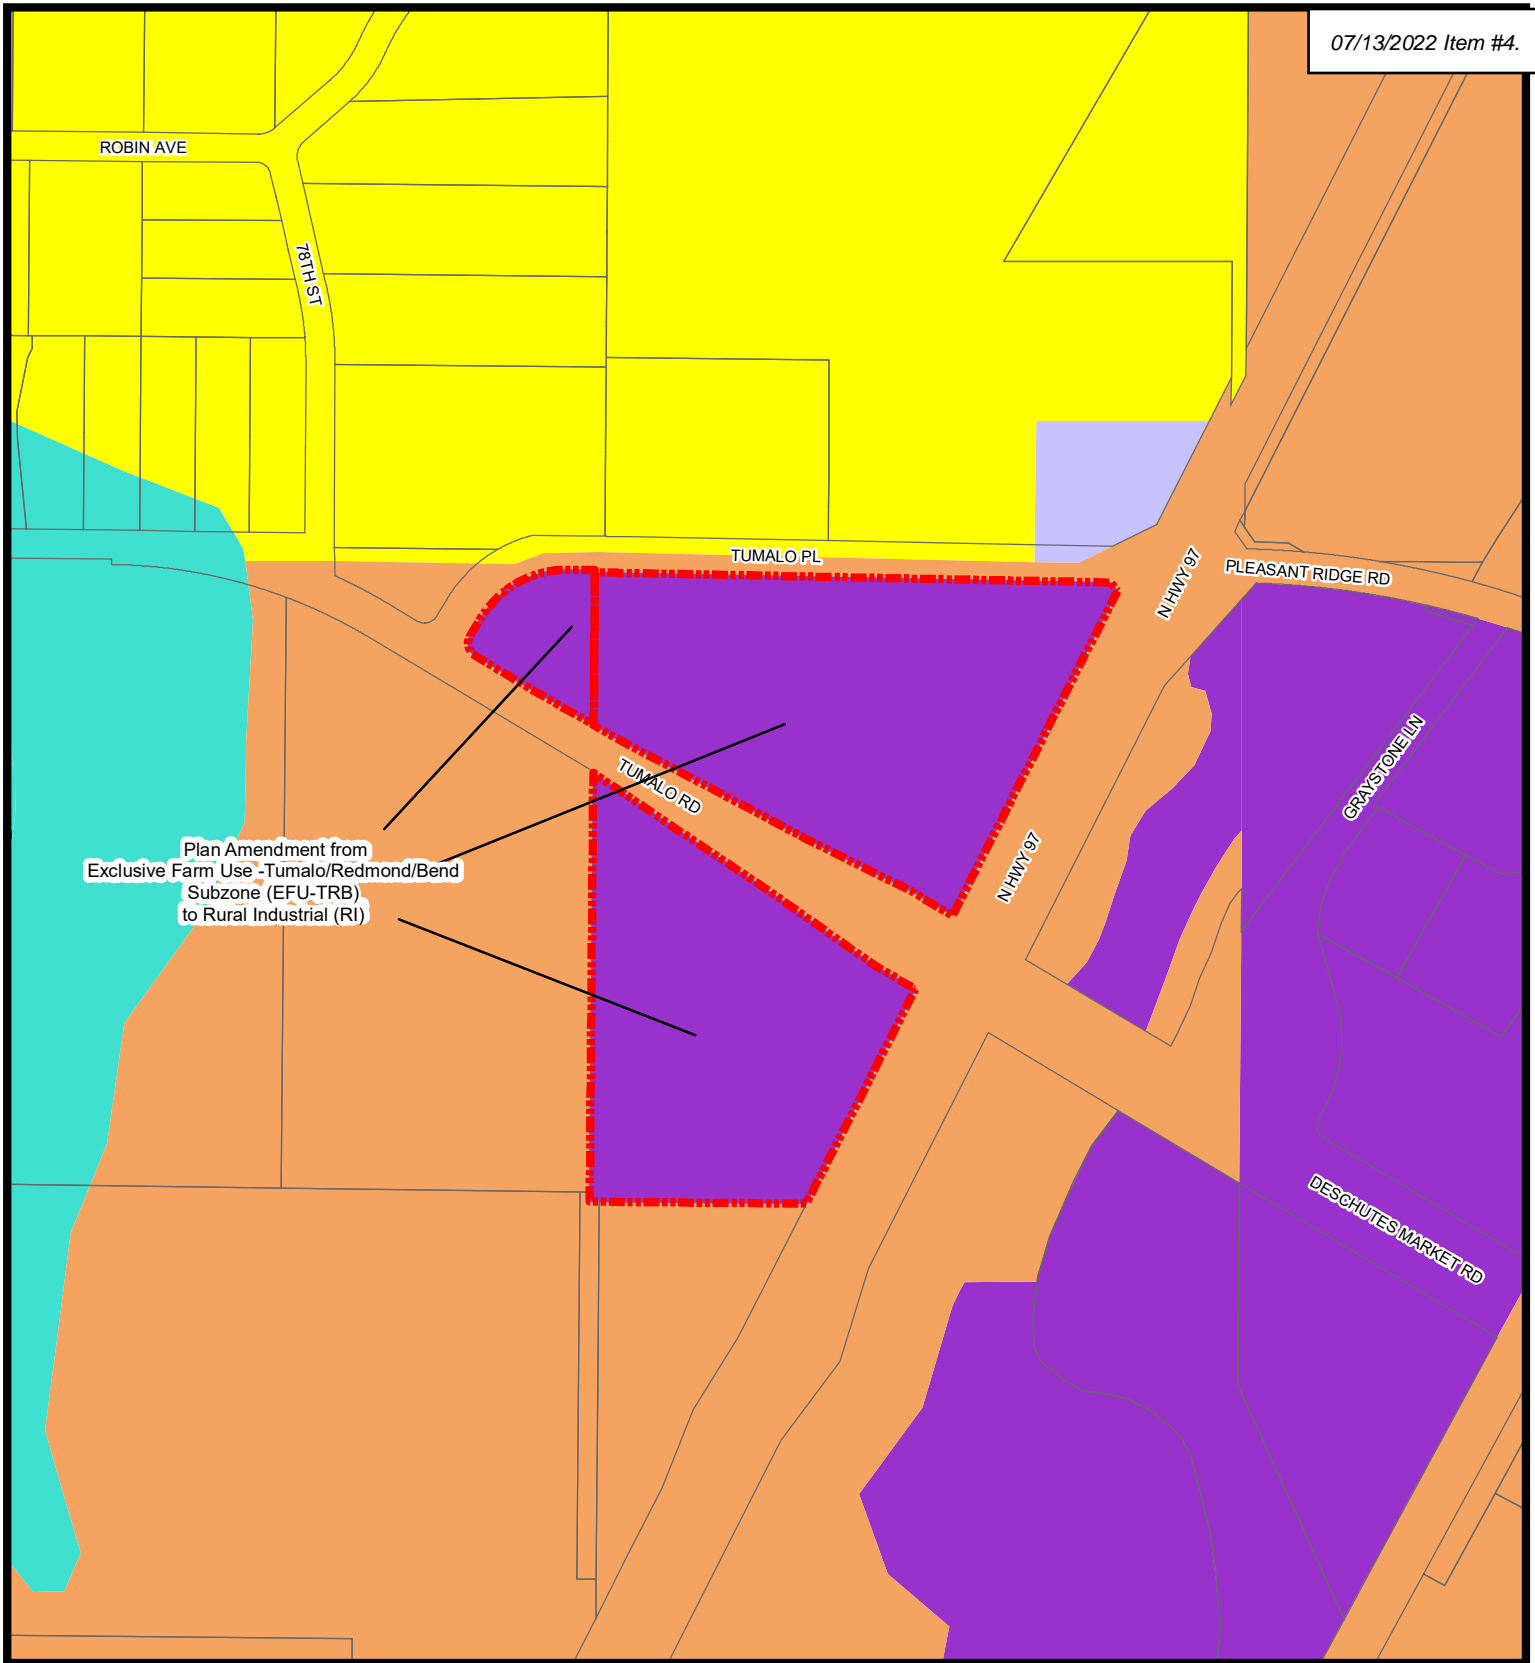 07/13/2022 Item #4.
ROBIN AVE
78TH ST
TUMALO PL
N HWY 97
PLEASANT RIDGE RD
GRAYSTONE LN
TUMALO RD
N HWY 97
Plan Amendment from
Exclusive Farm Use -Tumalo/Redmond/Bend
Subzone (EFU-TRB)
to Rural Industrial (RI)
DESCHUTES MARKET RD